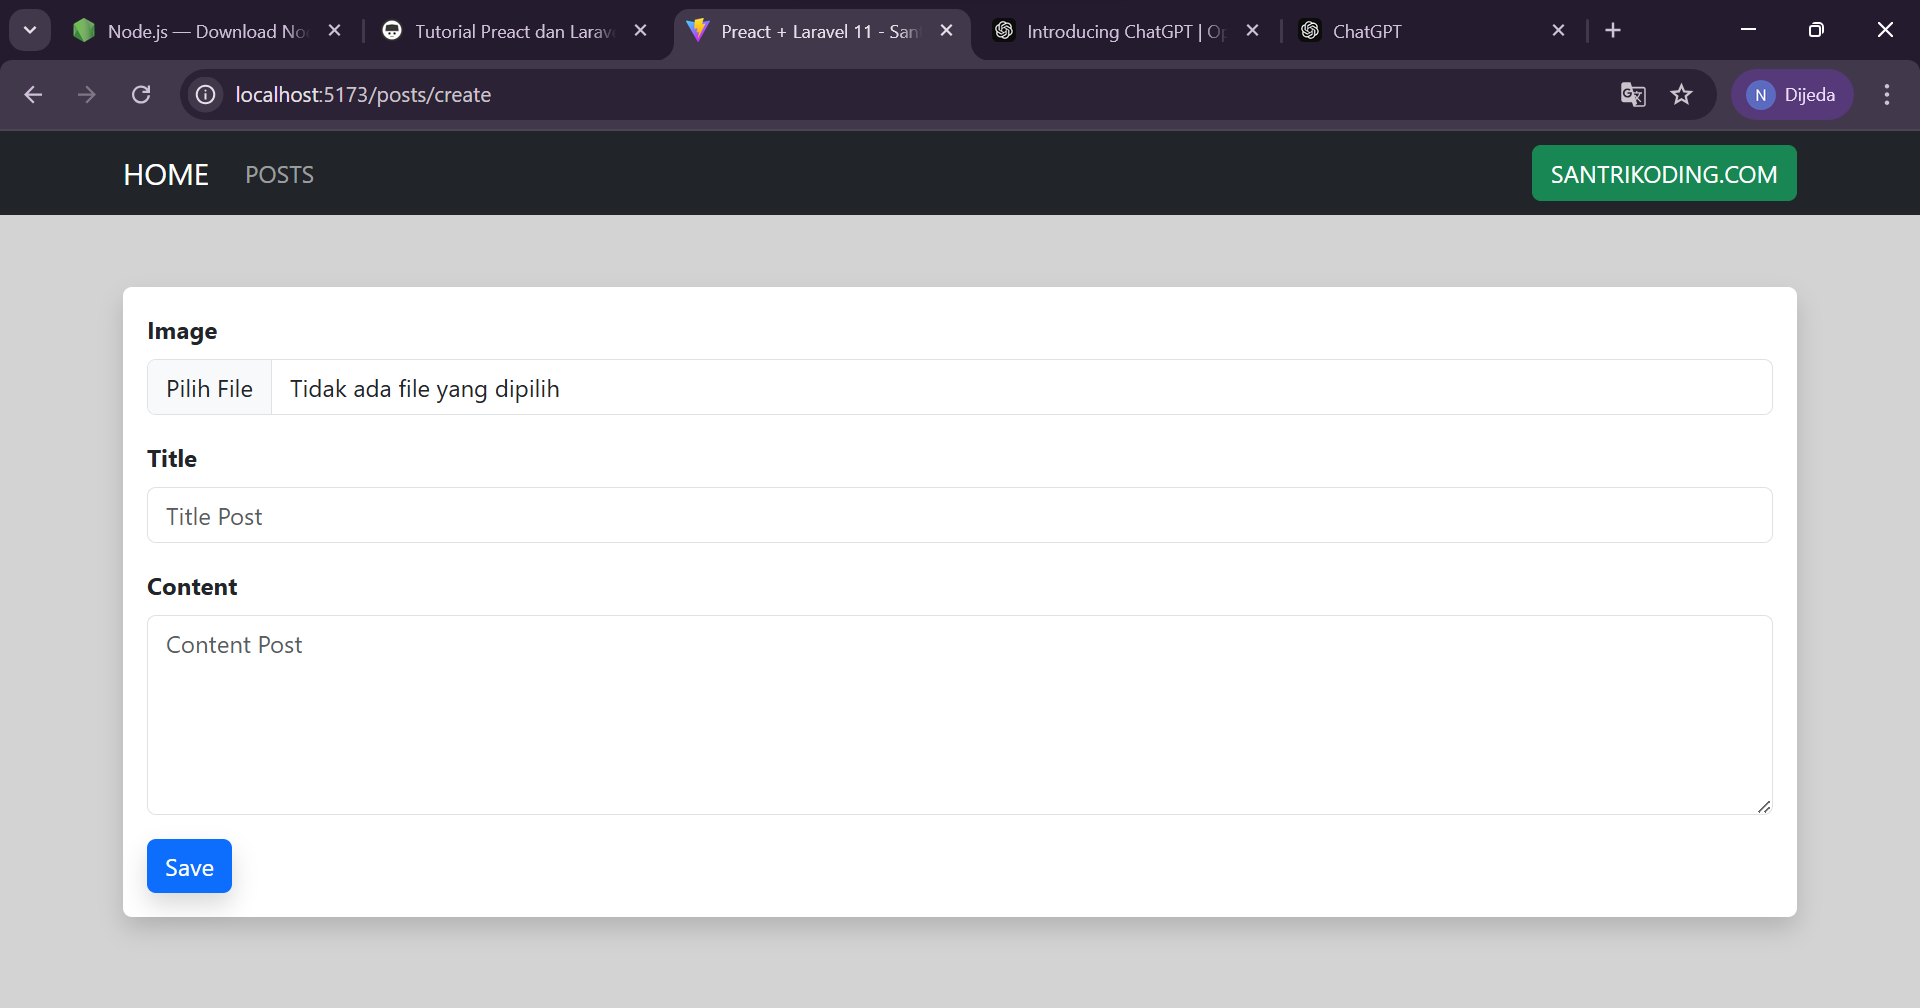 Node.js — Download No
Tutorial Preact dan Larav
Preact + Laravel 11 - San
Introducing ChatGPT | Op
ChatGPT
localhost:5173/posts/create
N
Dijeda
HOME
POSTS
SANTRIKODING.COM
Image
Pilih File
Tidak ada file yang dipilih
Title
Title Post
Content
Content Post
Save